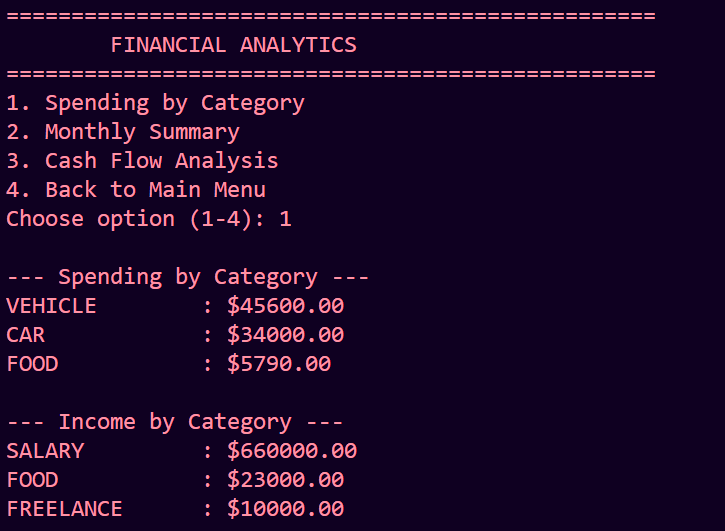 ==================================================
        FINANCIAL ANALYTICS
==================================================
1. Spending by Category
2. Monthly Summary
3. Cash Flow Analysis
4. Back to Main Menu
Choose option (1-4): 1

--- Spending by Category ---
VEHICLE        : $45600.00
CAR            : $34000.00
FOOD           : $5790.00

--- Income by Category ---
SALARY         : $660000.00
FOOD           : $23000.00
FREELANCE      : $10000.00